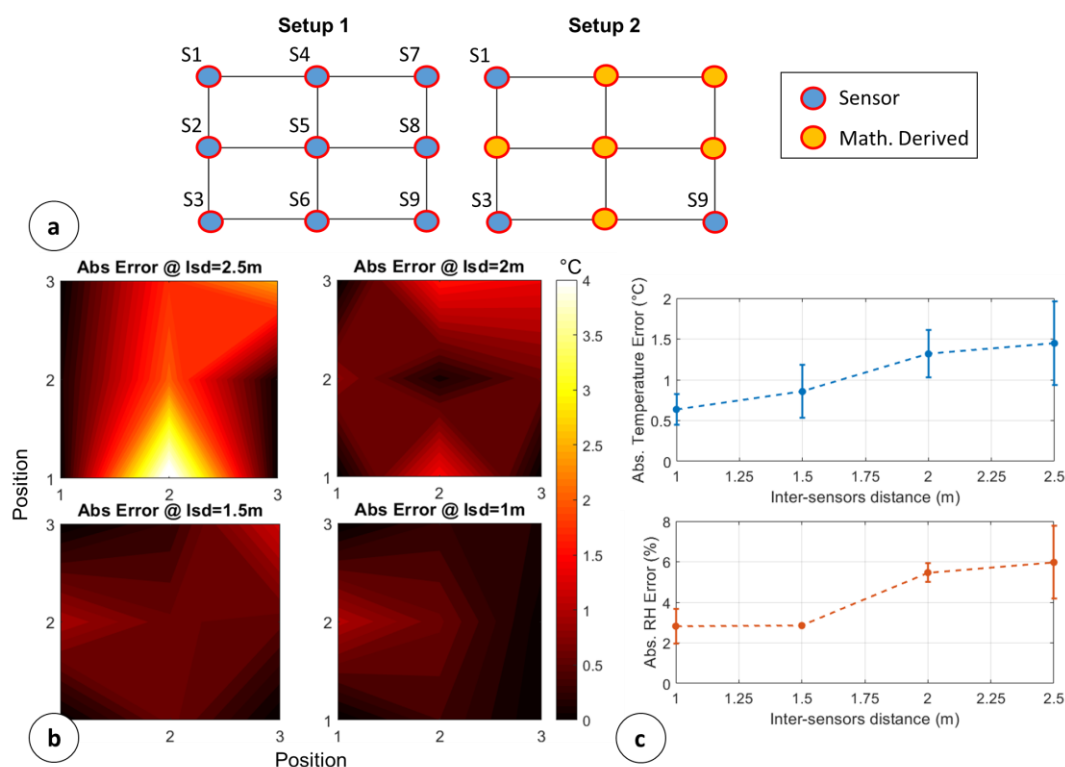 Setup 1
Setup 2
S1 S4 S7
S1
S2 S5 S8
S3 S6 S9
S3 S9
Sensor
Math. Derived
a
Abs Error @ Isd=2.5m
Abs Error @ Isd=2m
°C
3
2
1
1 2 3
3
2
1
1 2 3
Abs Error @ Isd=1.5m
Abs Error @ Isd=1m
3
2
2
3
2
1
1 2 3
Position
Position
4
3.5
3
2.5
2
1.5
1
0.5
0
b
Abs. Temperature Error (°C)
2
1.5
1
0.5
0
1 1.25 1.5 1.75 2 2.25 2.5
Inter-sensors distance (m)
Abs. RH Error (%)
8
6
4
2
0
1 1.25 1.5 1.75 2 2.25 2.5
Inter-sensors distance (m)
c